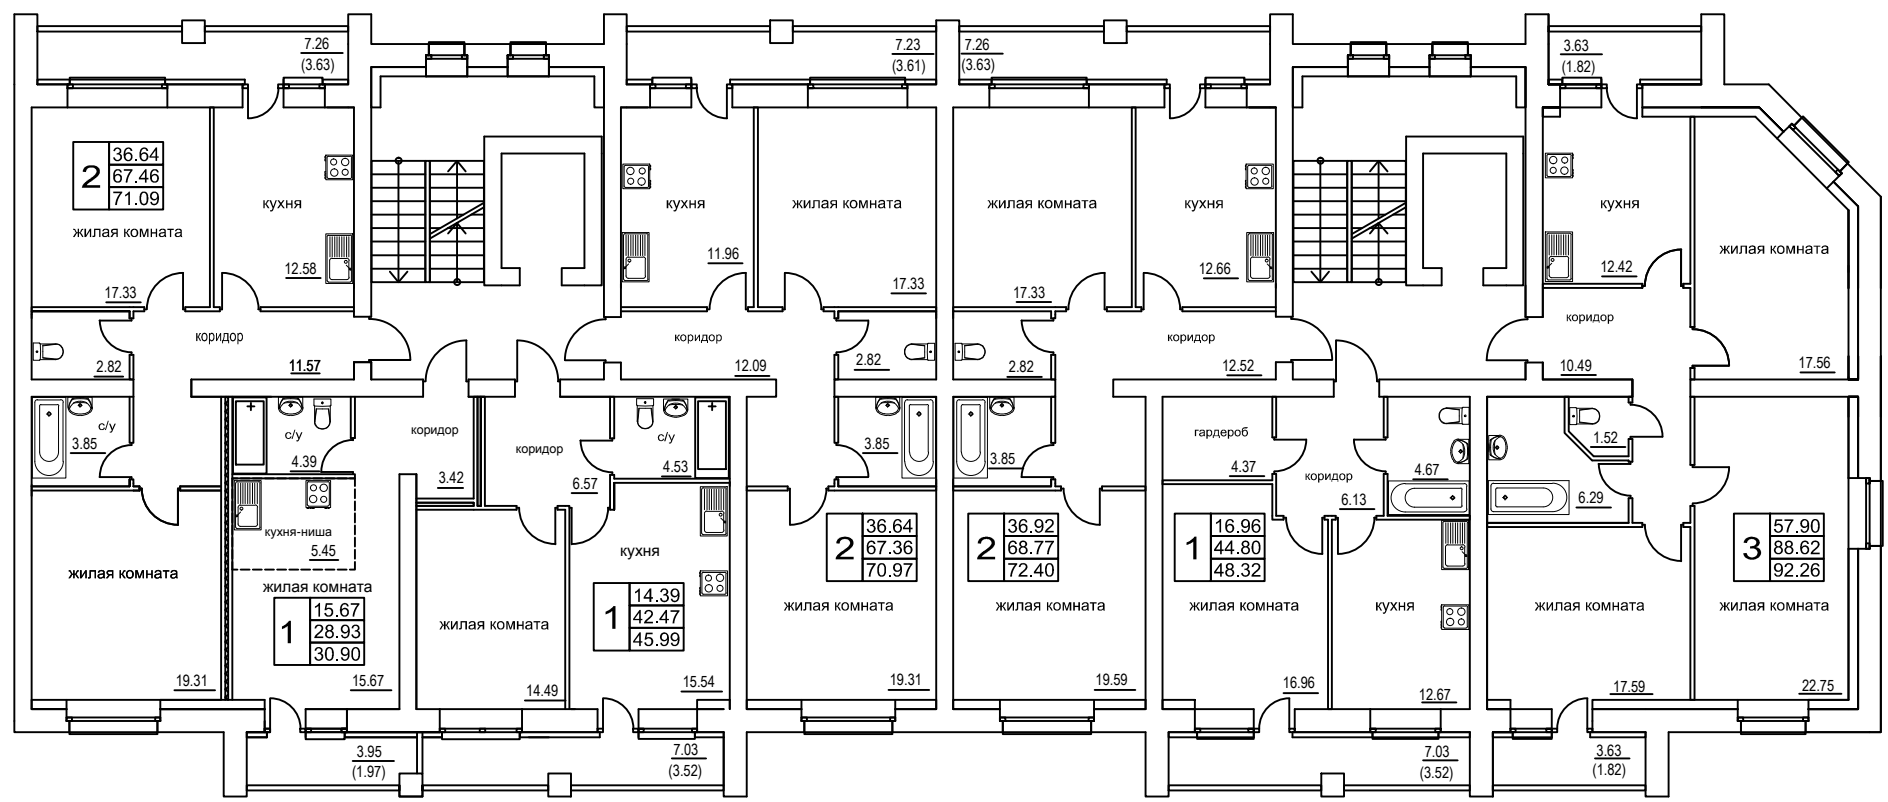 7.26
(3.63)
7.23
(3.61)
7.26
(3.63)
3.63
(1.82)
2
36.64
67.46
71.09
жилая комната
17.33
кухня
12.58
кухня
11.96
жилая комната
17.33
жилая комната
17.33
кухня
12.66
кухня
12.42
жилая комната
17.56
2.82
коридор
11.57
коридор
12.09
2.82
2.82
коридор
12.52
коридор
10.49
с/у
3.85
с/у
4.39
коридор
3.42
коридор
6.57
с/у
4.53
3.85
3.85
гардероб
4.37
коридор
6.13
4.67
1.52
6.29
кухня-ниша
5.45
жилая комната
19.31
жилая комната
1
15.67
28.93
30.90
15.67
жилая комната
14.49
кухня
1
14.39
42.47
45.99
15.54
2
36.64
67.36
70.97
жилая комната
19.31
2
36.92
68.77
72.40
жилая комната
19.59
1
16.96
44.80
48.32
жилая комната
16.96
кухня
12.67
жилая комната
17.59
3
57.90
88.62
92.26
жилая комната
22.75
3.95
(1.97)
7.03
(3.52)
7.03
(3.52)
3.63
(1.82)